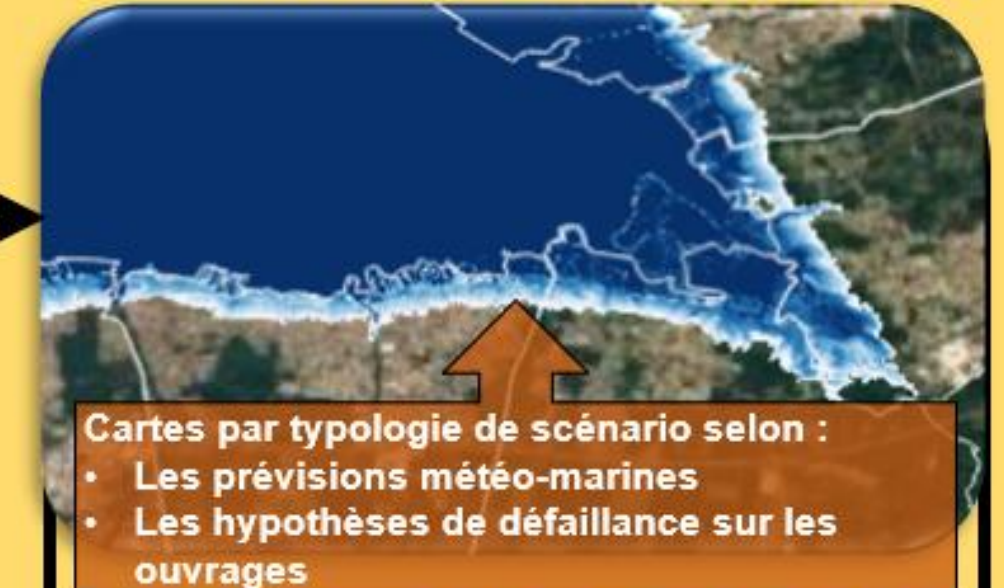 Cartes par typologie de scénario selon :
• Les prévisions météo-marines
• Les hypothèses de défaillance sur les
ouvrages